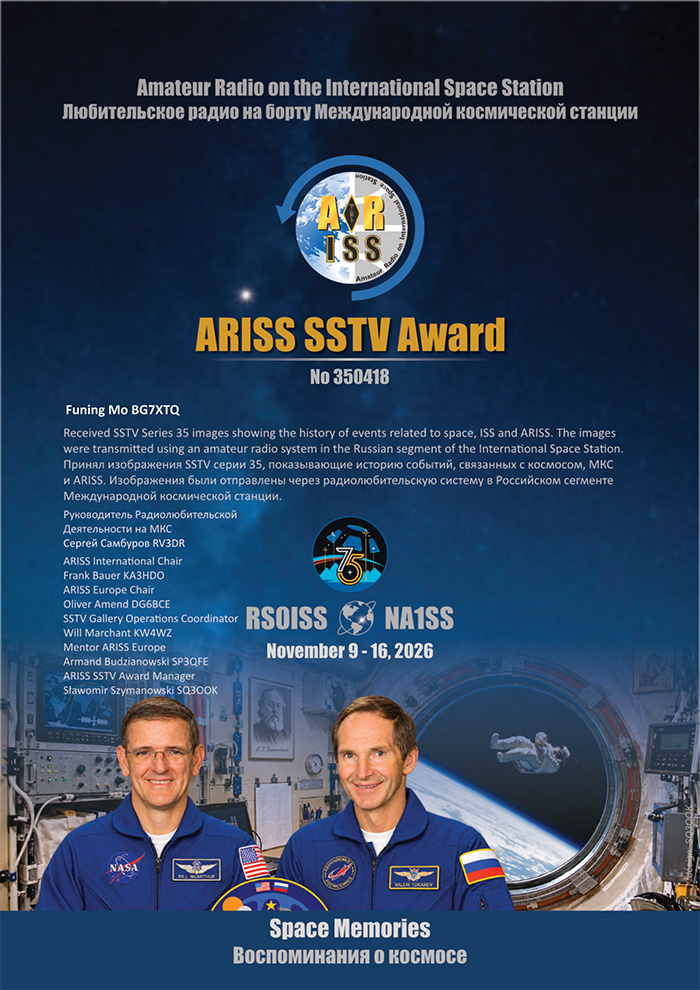 Amateur Radio on the International Space Station
Любительское радио на борту Международной космической станции
A R
ISS
Amateur Radio on International Space Station
ARISS SSTV Award
No 350418
Funing Mo BG7XTQ
Received SSTV Series 35 images showing the history of events related to space, ISS and ARISS. The images
were transmitted using an amateur radio system in the Russian segment of the International Space Station.
Принял изображения SSTV серии 35, показывающие историю событий, связанных с космосом, МКС
и ARISS. Изображения были отправлены через радиолюбительскую систему в Российском сегменте
Международной космической станции.
Руководитель Радиолюбительской
Деятельности на МКС
Сергей Самбуров RV3DR
ARISS International Chair
Frank Bauer KA3HDO
ARISS Europe Chair
Oliver Amend DG6BCE
SSTV Gallery Operations Coordinator
Will Marchant KW4WZ
Mentor ARISS Europe
Armand Budzianowski SP3QFE
ARISS SSTV Award Manager
Sławomir Szymanowski SQ3OOK
75
RS0ISS
NA1SS
November 9 - 16, 2026
NASA
BILL McARTHUR
VALERI TOKAREV
Space Memories
Воспоминания о космосе